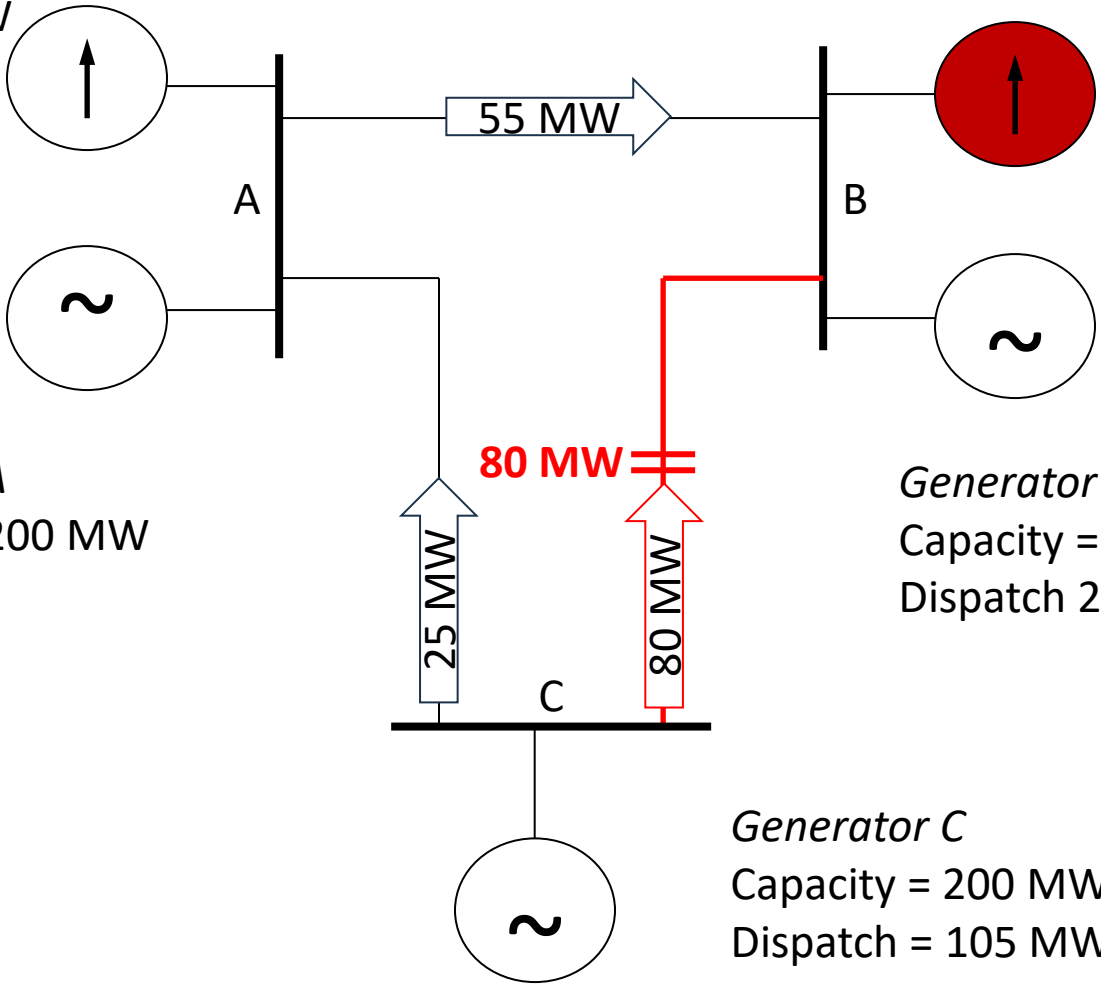 55 MW
A
B
80 MW
200 MW
Generator
Capacity =
Dispatch 2
25 MW
80 MW
C
Generator C
Capacity = 200 MW
Dispatch = 105 MW